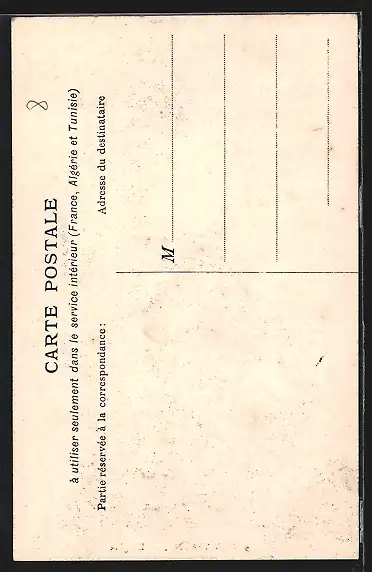 CARTE POSTALE
à utiliser seulement dans le service intérieur (France, Algérie et Tunisie)
Partie réservée à la correspondance:
Adresse du destinataire
M
8